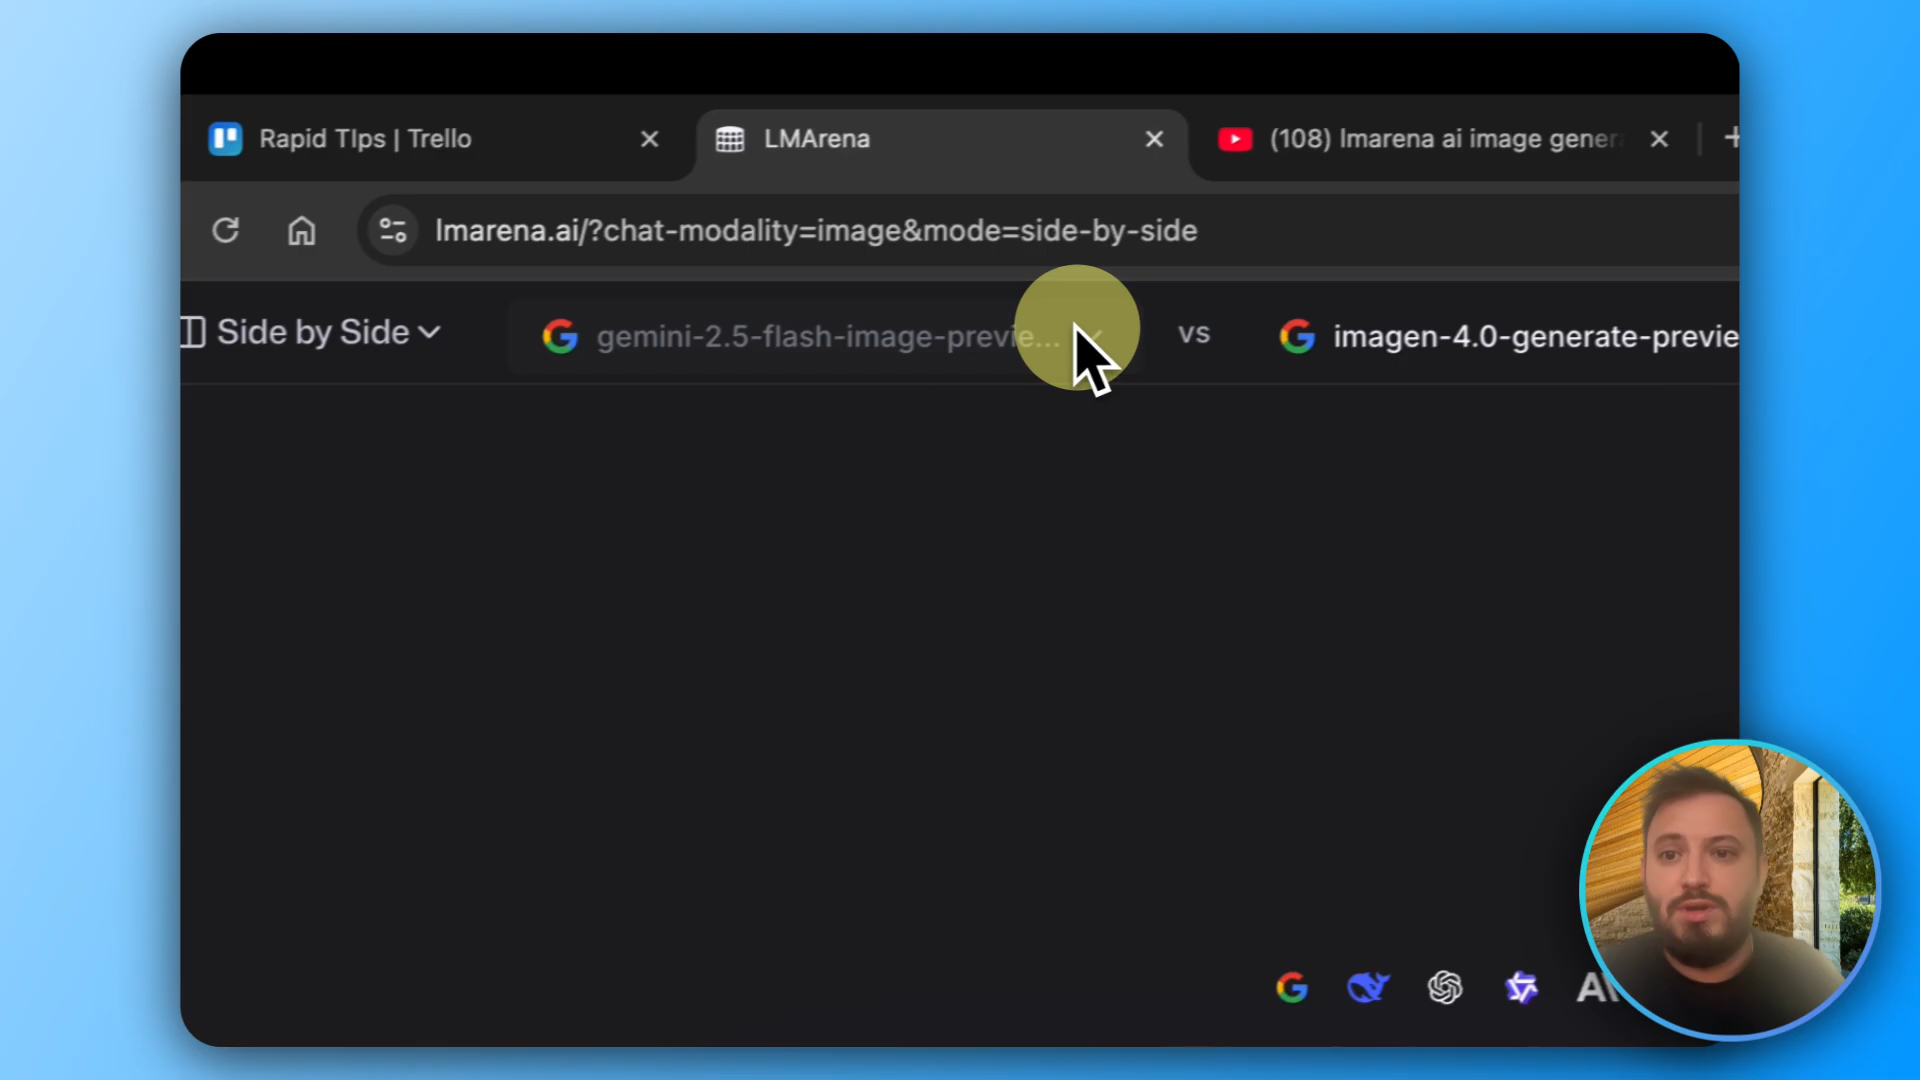 Rapid TIps | Trello
LMArena
(108) lmarena ai image gener
lmarena.ai/?chat-modality=image&mode=side-by-side
Side by Side
gemini-2.5-flash-image-previe...
vs
imagen-4.0-generate-previe